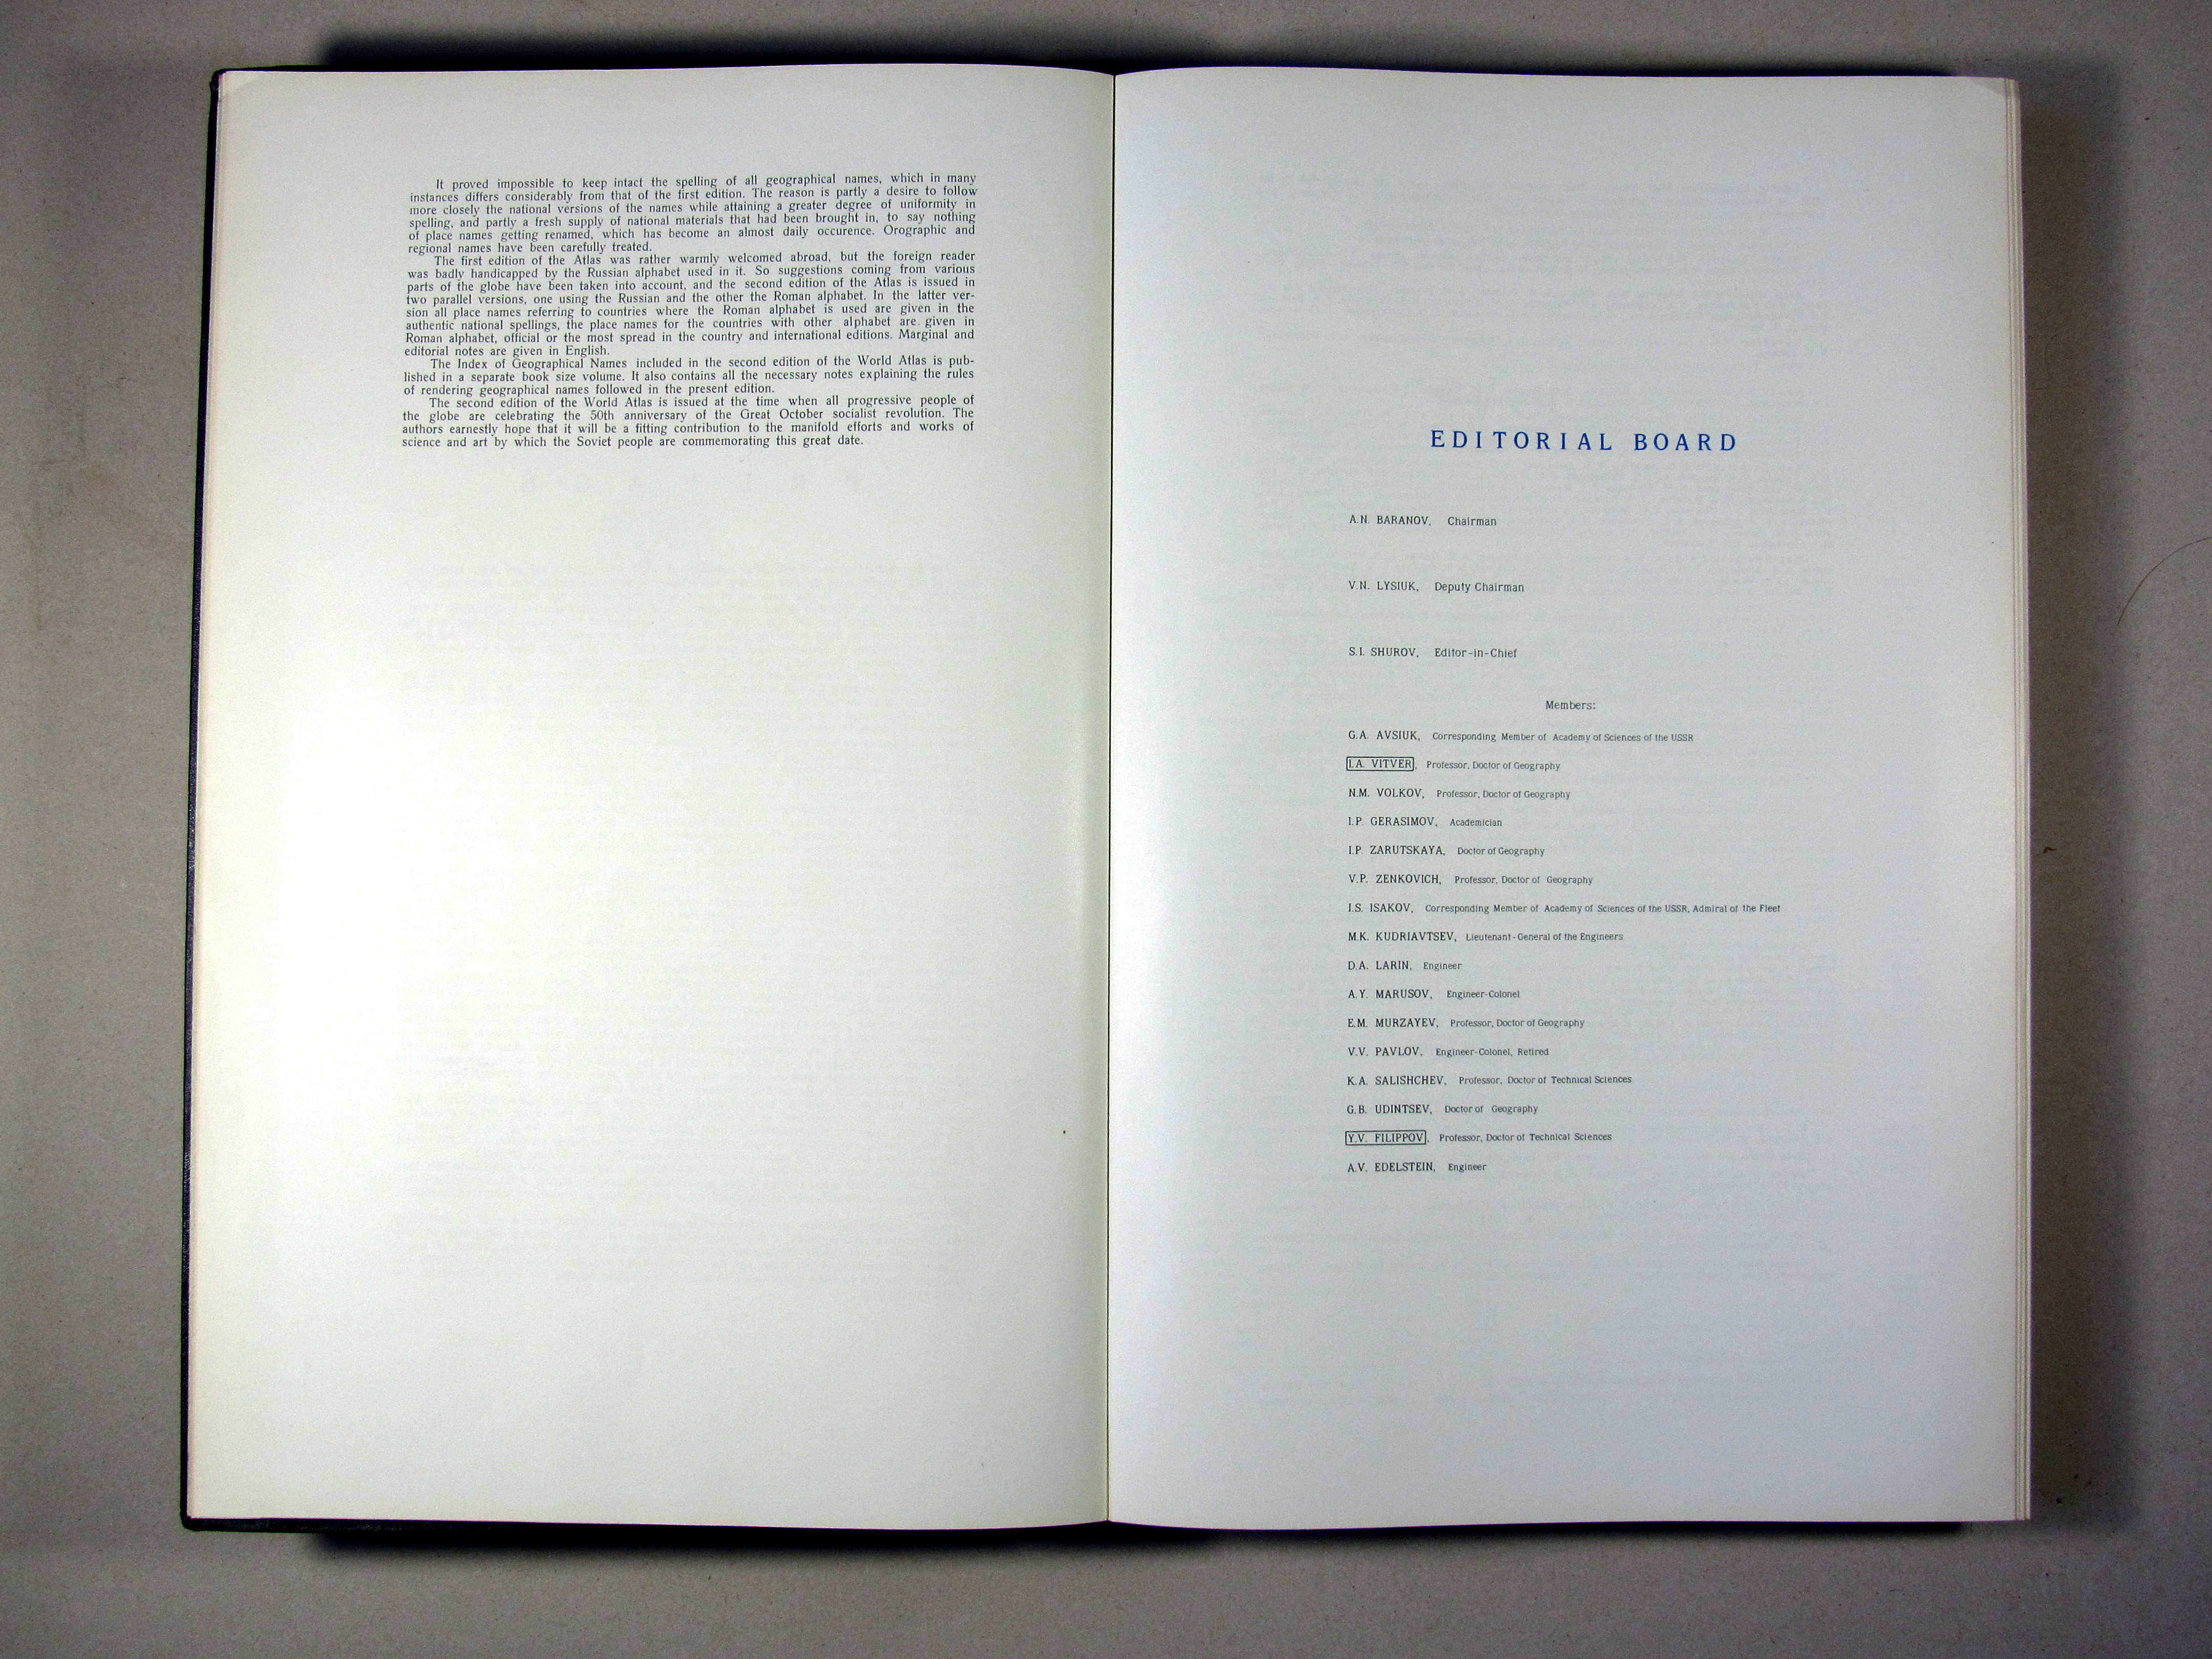 It proved impossible to keep intact the spelling of all geographical names, which in many
instances differs considerably from that of the first edition. The reason is partly a desire to follow
more closely the national versions of the names while attaining a greater degree of uniformity in
spelling, and partly a fresh supply of national materials that had been brought in, to say nothing
of place names getting renamed, which has become an almost daily occurence. Orographic and
regional names have been carefully treated.
The first edition of the Atlas was rather warmly welcomed abroad, but the foreign reader
was badly handicapped by the Russian alphabet used in it. So suggestions coming from various
parts of the globe have been taken into account, and the second edition of the Atlas is issued in
two parallel versions, one using the Russian and the other the Roman alphabet. In the latter ver-
sion all place names referring to countries where the Roman alphabet is used are given in the
authentic national spellings, the place names for the countries with other alphabet are given in
Roman alphabet, official or the most spread in the country and international editions. Marginal and
editorial notes are given in English.
The Index of Geographical Names included in the second edition of the World Atlas is pub-
lished in a separate book size volume. It also contains all the necessary notes explaining the rules
of rendering geographical names followed in the present edition.
The second edition of the World Atlas is issued at the time when all progressive people of
the globe are celebrating the 50th anniversary of the Great October socialist revolution. The
authors earnestly hope that it will be a fitting contribution to the manifold efforts and works of
science and art by which the Soviet people are commemorating this great date.
EDITORIAL BOARD
A.N. BARANOV, Chairman
V.N. LYSIUK, Deputy Chairman
S.I. SHUROV, Editor-in-Chief
Members:
G.A. AVSIUK, Corresponding Member of Academy of Sciences of the USSR
I.A. VITVER, Professor, Doctor of Geography
N.M. VOLKOV, Professor, Doctor of Geography
I.P. GERASIMOV, Academician
I.P. ZARUTSKAYA, Doctor of Geography
V.P. ZENKOVICH, Professor, Doctor of Geography
I.S. ISAKOV, Corresponding Member of Academy of Sciences of the USSR, Admiral of the Fleet
M.K. KUDRIAVTSEV, Lieutenant-General of the Engineers
D.A. LARIN, Engineer
A.Y. MARUSOV, Engineer-Colonel
E.M. MURZAYEV, Professor, Doctor of Geography
V.V. PAVLOV, Engineer-Colonel, Retired
K.A. SALISHCHEV, Professor, Doctor of Technical Sciences
G.B. UDINTSEV, Doctor of Geography
Y.V. FILIPPOV, Professor, Doctor of Technical Sciences
A.V. EDELSTEIN, Engineer